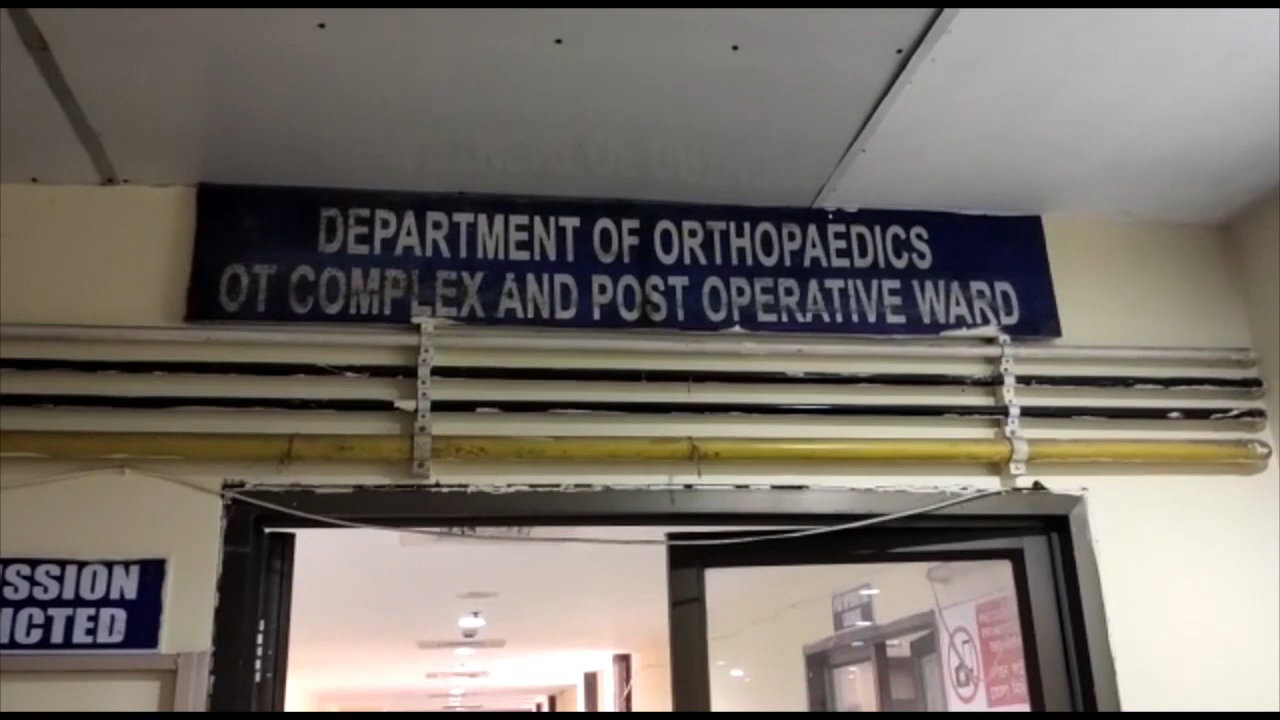 DEPARTMENT OF ORTHOPAEDICS
OT COMPLEX AND POST OPERATIVE WARD
SSION
ICTED